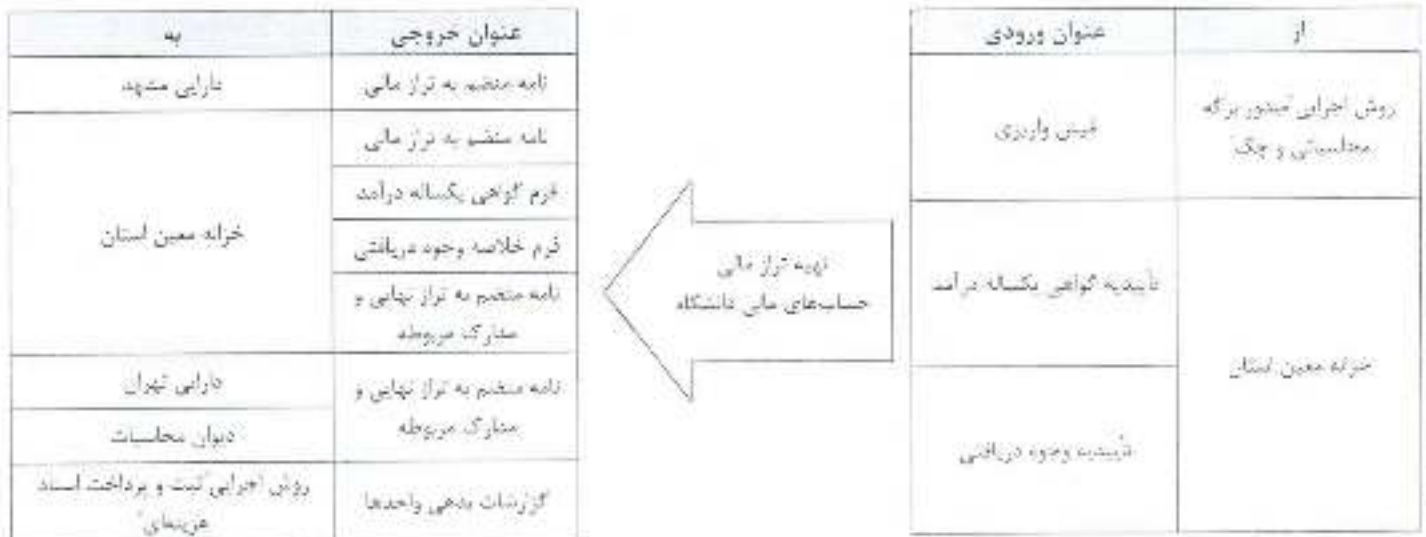 از
عنوان ورودی
روش اجرایی "صدور برگه
محاسباتی و چک"
فیش واریزی
خزانه معین استان
تأییدیه گواهی یکساله درآمد
تأییدیه وجوه دریافتی
تهیه تراز مالی
حساب‌های مالی دانشگاه
عنوان خروجی
به
نامه منضم به تراز مالی
دارایی مشهد
نامه منضم به تراز مالی
خزانه معین استان
فرم گواهی یکساله درآمد
فرم خلاصه وجوه دریافتی
نامه منضم به تراز نهایی و
مدارک مربوطه
نامه منضم به تراز نهایی و
مدارک مربوطه
دارایی تهران
دیوان محاسبات
گزارشات بدهی واحدها
روش اجرایی "ثبت و پرداخت اسناد
هزینه‌ای"